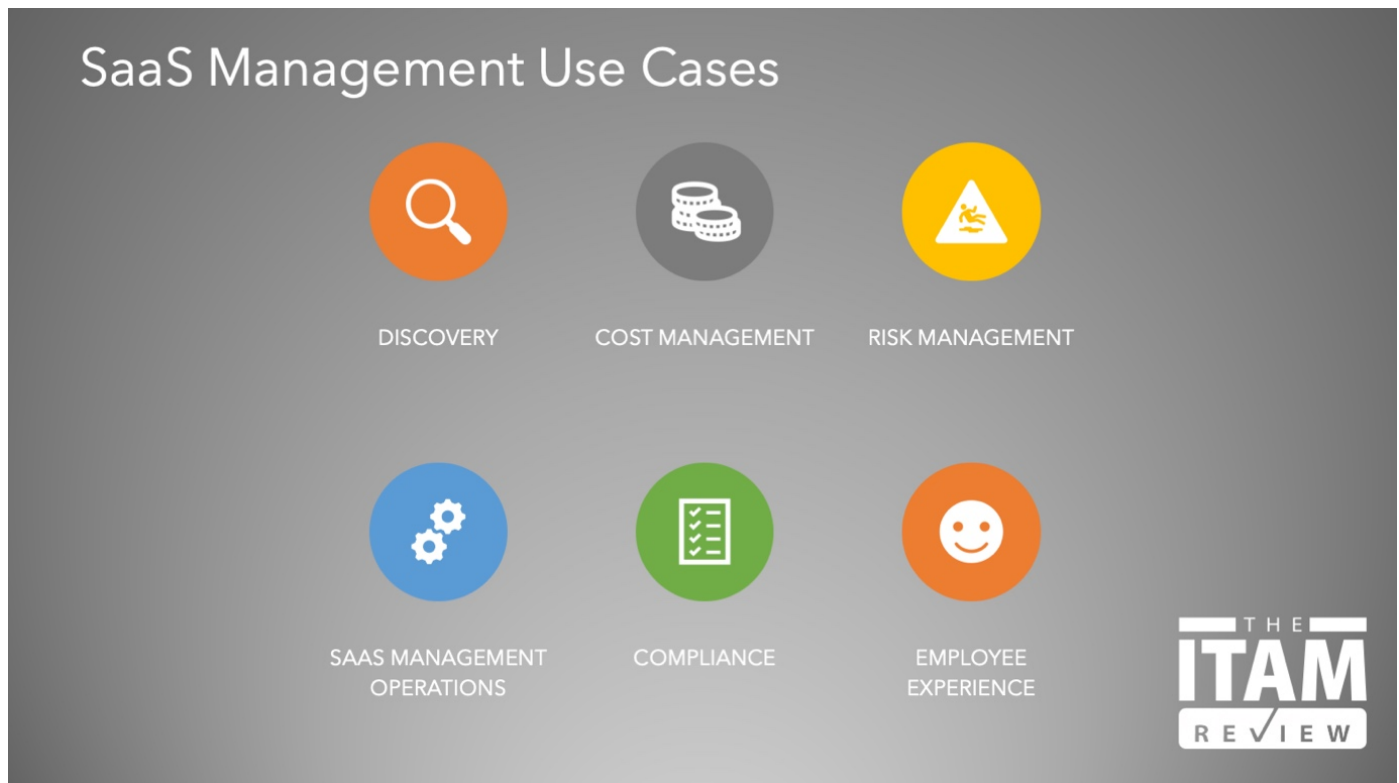 SaaS Management Use Cases
DISCOVERY
COST MANAGEMENT
RISK MANAGEMENT
SAAS MANAGEMENT
OPERATIONS
COMPLIANCE
EMPLOYEE
EXPERIENCE
THE
ITAM
REVIEW